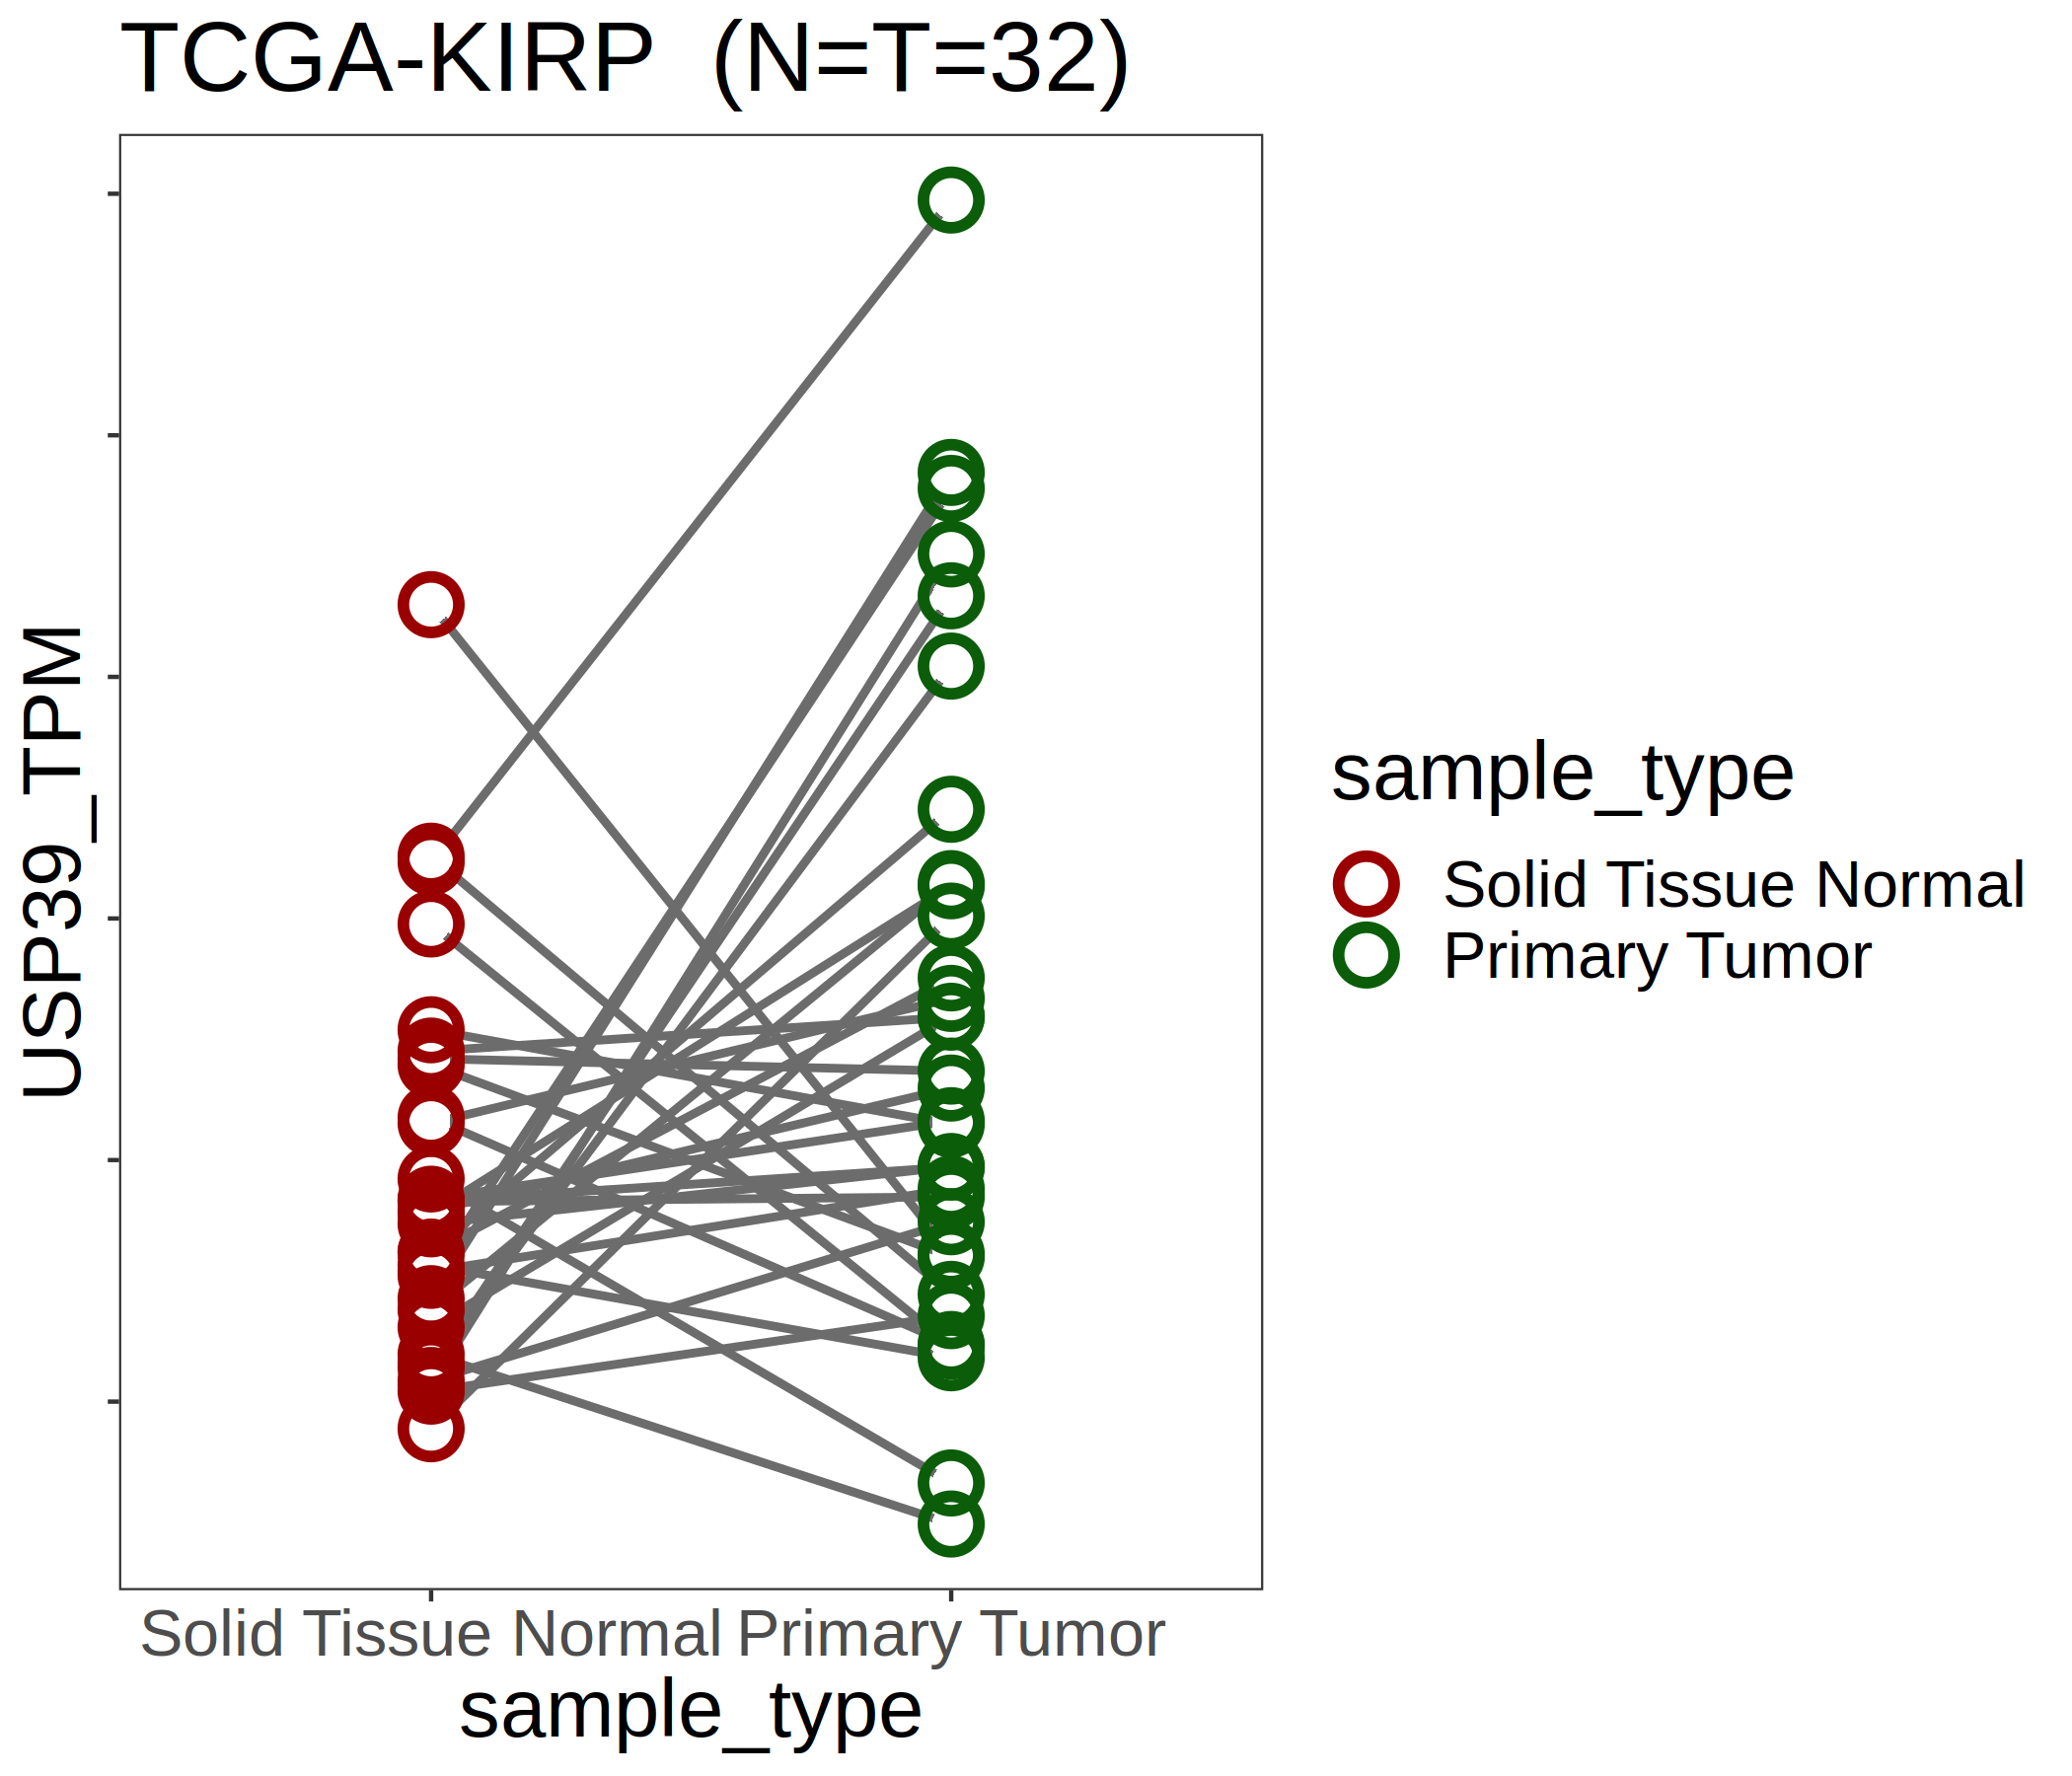 TCGA-KIRP  (N=T=32)
USP39_TPM
Solid Tissue Normal Primary Tumor
sample_type
sample_type
Solid Tissue Normal
Primary Tumor